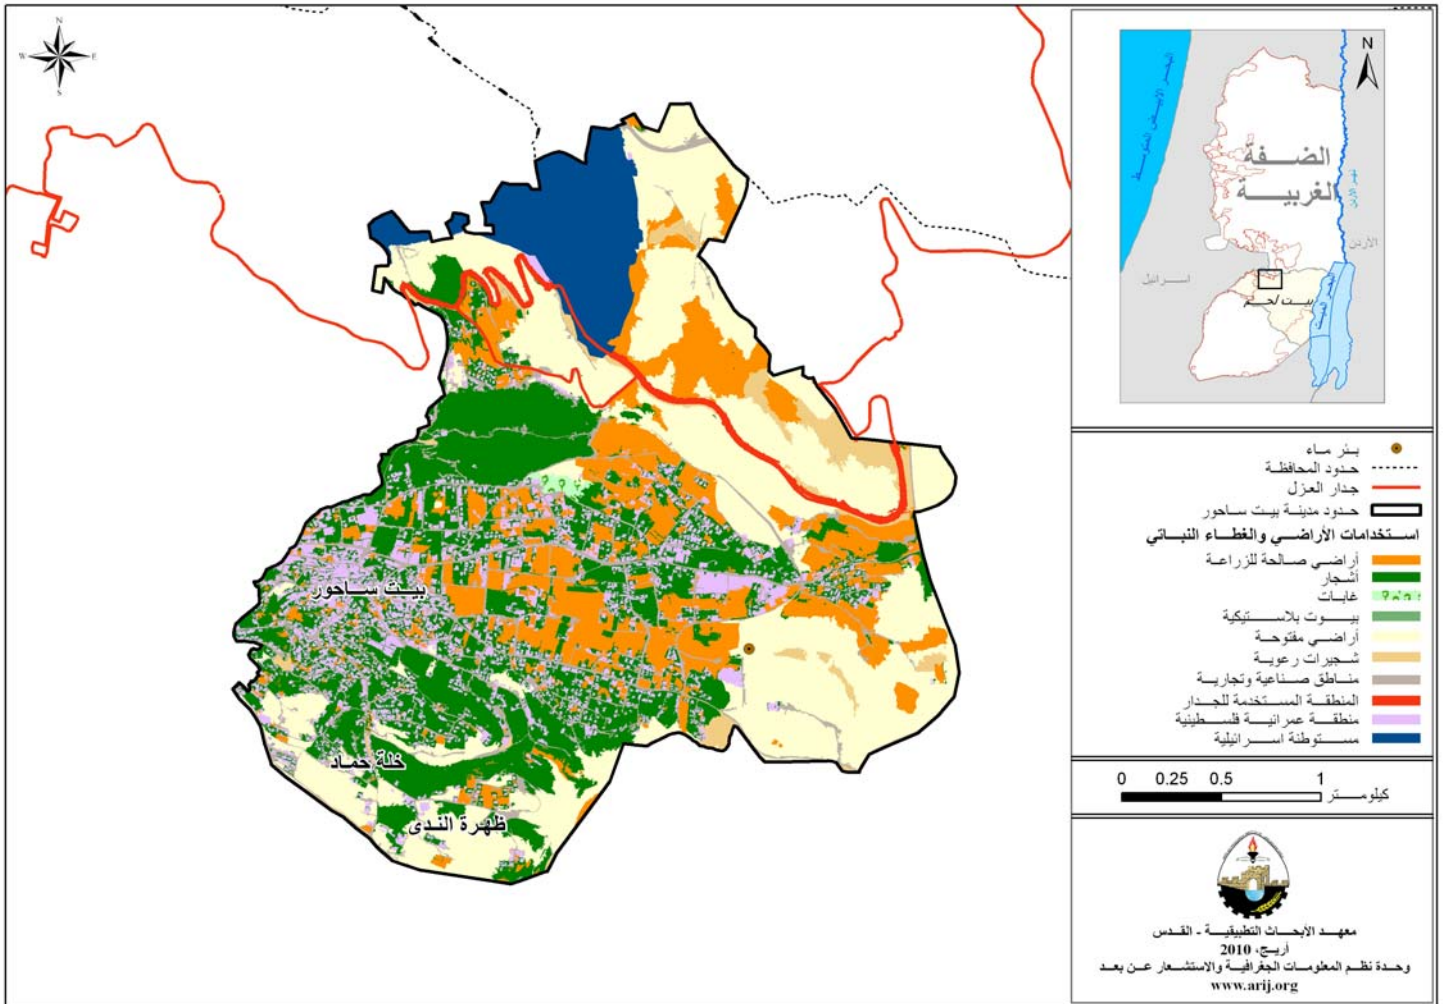 N
W E
S
بيت ساحور
خلة حماد
ظهرة الندى
N
البحر الأبيض المتوسط
الضفة
الغربية
نهر الأردن
الأردن
اسرائيل
بيت لحم
البحر الميت
بئر ماء
حدود المحافظة
جدار العزل
حدود مدينة بيت ساحور
استخدامات الأراضي والغطاء النباتي
أراضي صالحة للزراعة
أشجار
غابات
بيوت بلاستيكية
أراضي مفتوحة
شجيرات رعوية
مناطق صناعية وتجارية
المنطقة المستخدمة للجدار
منطقة عمرانية فلسطينية
مستوطنة اسرائيلية
0 0.25 0.5 1
كيلومتر
معهد الأبحاث التطبيقية - القدس
أريج، 2010
وحدة نظم المعلومات الجغرافية والاستشعار عن بعد
www.arij.org